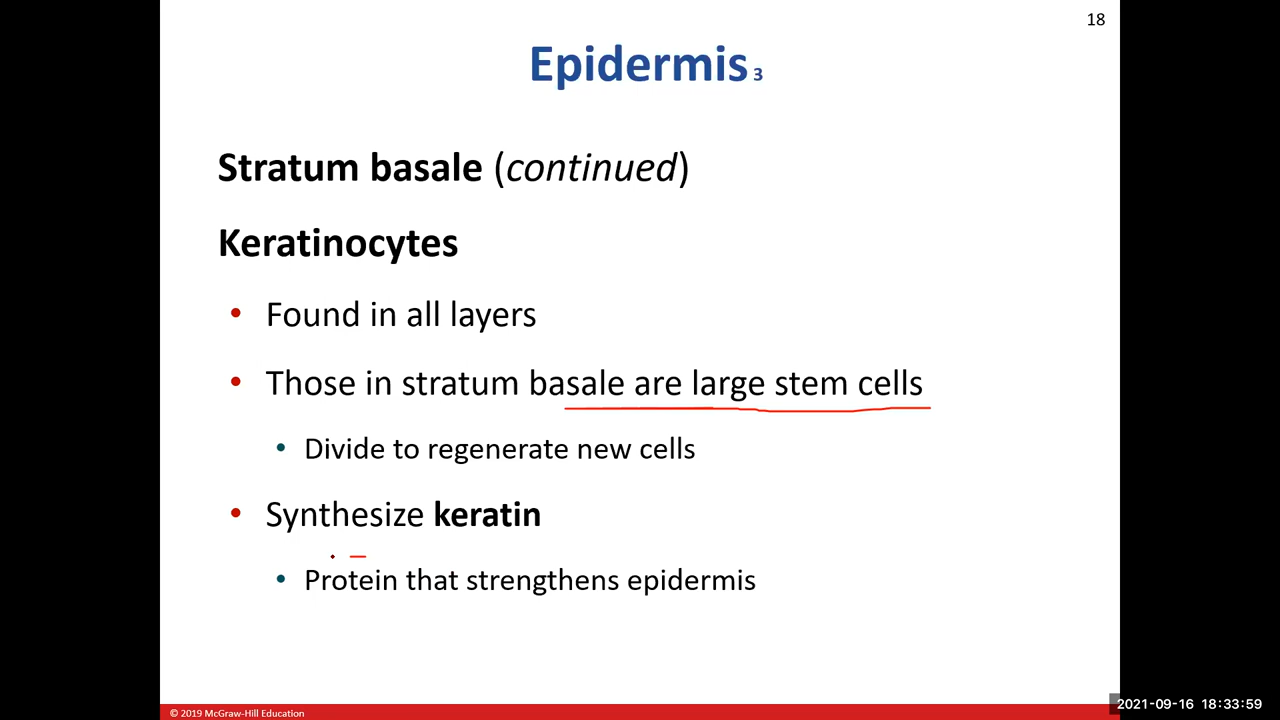 18
Epidermis 3
Stratum basale (continued)
Keratinocytes
• Found in all layers
• Those in stratum basale are large stem cells
• Divide to regenerate new cells
• Synthesize keratin
• Protein that strengthens epidermis
© 2019 McGraw-Hill Education
2021-09-16 18:33:59